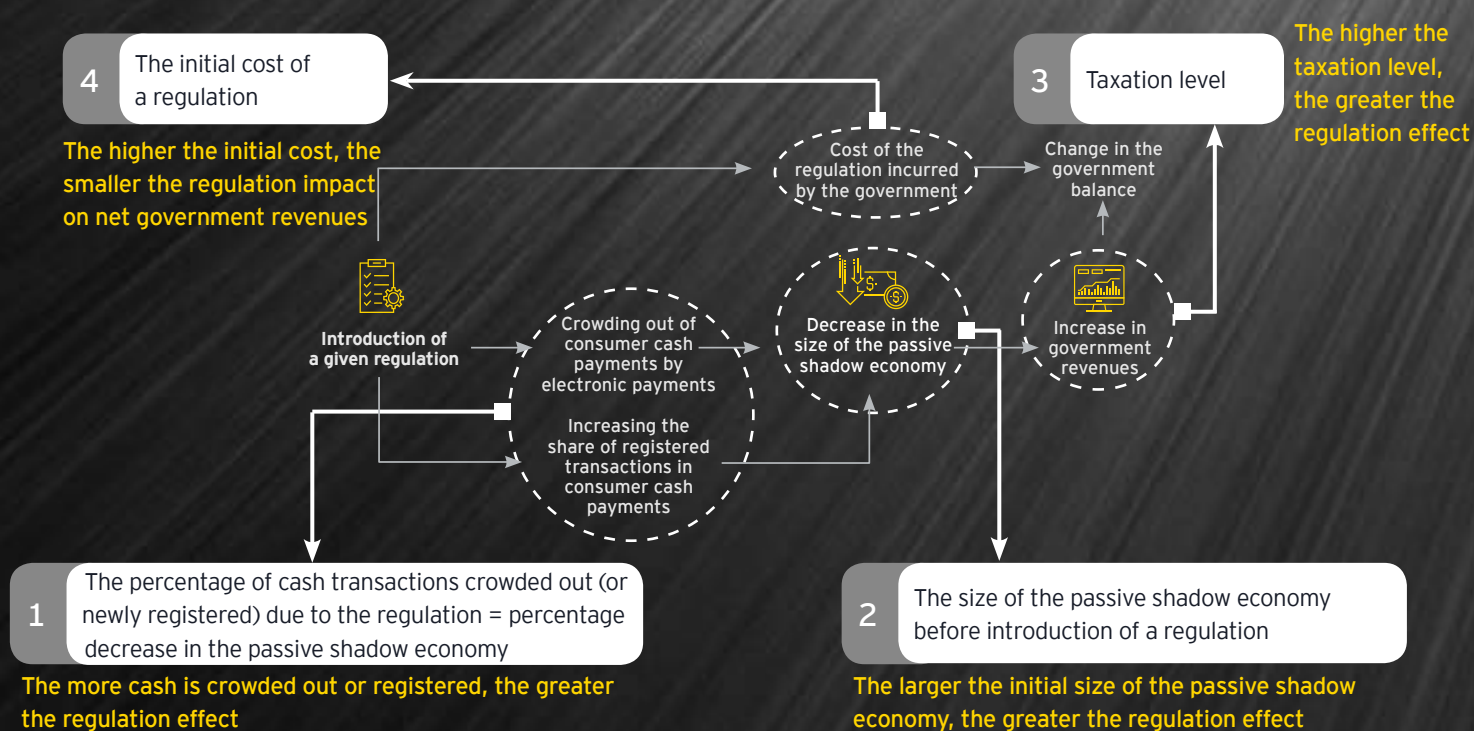 4
The initial cost of
a regulation
The higher the initial cost, the
smaller the regulation impact
on net government revenues
3
Taxation level
The higher the
taxation level,
the greater the
regulation effect
Cost of the
regulation incurred
by the government
Change in the
government
balance
Introduction of
a given regulation
Crowding out of
consumer cash
payments by
electronic payments
Increasing the
share of registered
transactions in
consumer cash
payments
Decrease in the
size of the passive
shadow economy
Increase in
government
revenues
1
The percentage of cash transactions crowded out (or
newly registered) due to the regulation = percentage
decrease in the passive shadow economy
The more cash is crowded out or registered, the greater
the regulation effect
2
The size of the passive shadow economy
before introduction of a regulation
The larger the initial size of the passive shadow
economy, the greater the regulation effect